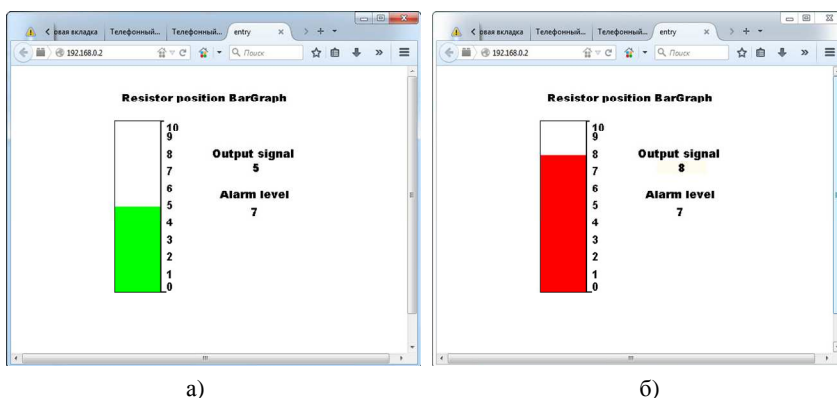 овая вкладка Телефонный... Телефонный... entry
192.168.0.2 Поиск
Resistor position BarGraph
10
9
8
7
6
5
4
3
2
1
0
Output signal
5
Alarm level
7
овая вкладка Телефонный... Телефонный... entry
192.168.0.2 Поиск
Resistor position BarGraph
10
9
8
7
6
5
4
3
2
1
0
Output signal
8
Alarm level
7
а)
б)